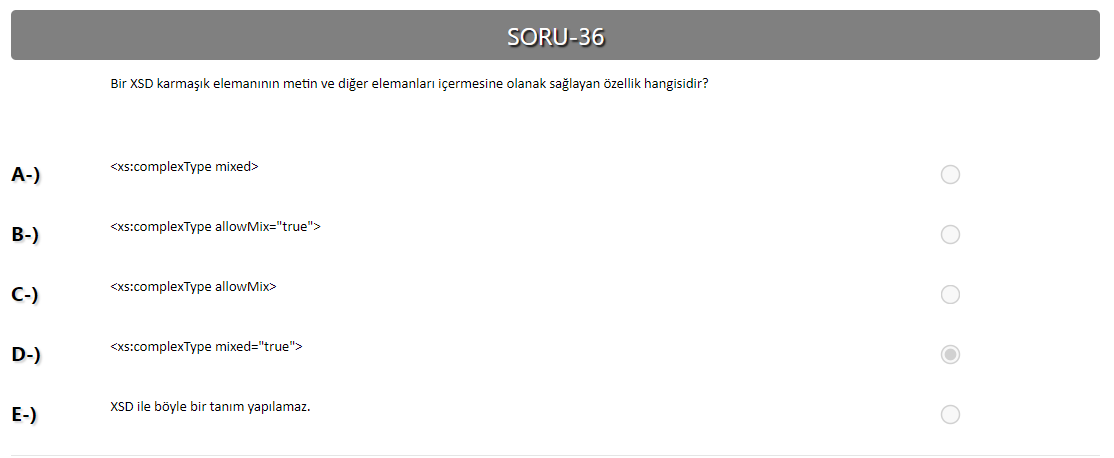 SORU-36
Bir XSD karmaşık elemanının metin ve diğer elemanları içermesine olanak sağlayan özellik hangisidir?
A-) <xs:complexType mixed>
B-) <xs:complexType allowMix="true">
C-) <xs:complexType allowMix>
D-) <xs:complexType mixed="true">
E-) XSD ile böyle bir tanım yapılamaz.